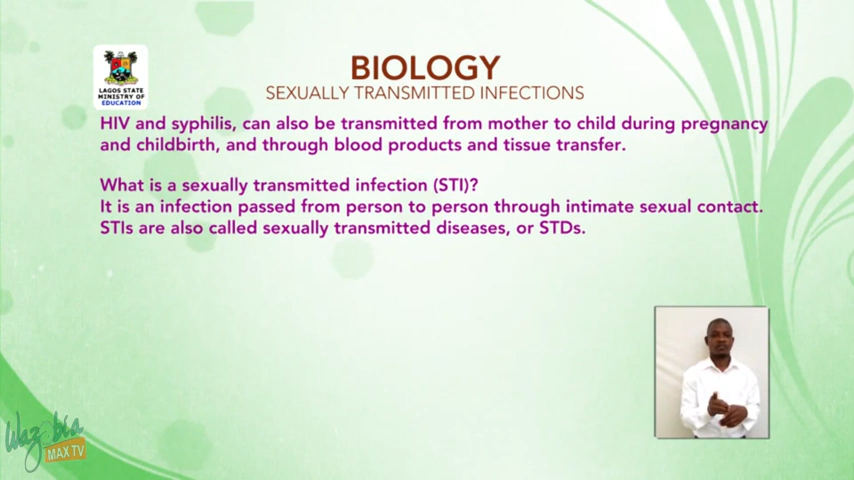 BIOLOGY
SEXUALLY TRANSMITTED INFECTIONS
LAGOS STATE
MINISTRY OF
EDUCATION
HIV and syphilis, can also be transmitted from mother to child during pregnancy
and childbirth, and through blood products and tissue transfer.
What is a sexually transmitted infection (STI)?
It is an infection passed from person to person through intimate sexual contact.
STIs are also called sexually transmitted diseases, or STDs.
Wazobia
MAX TV